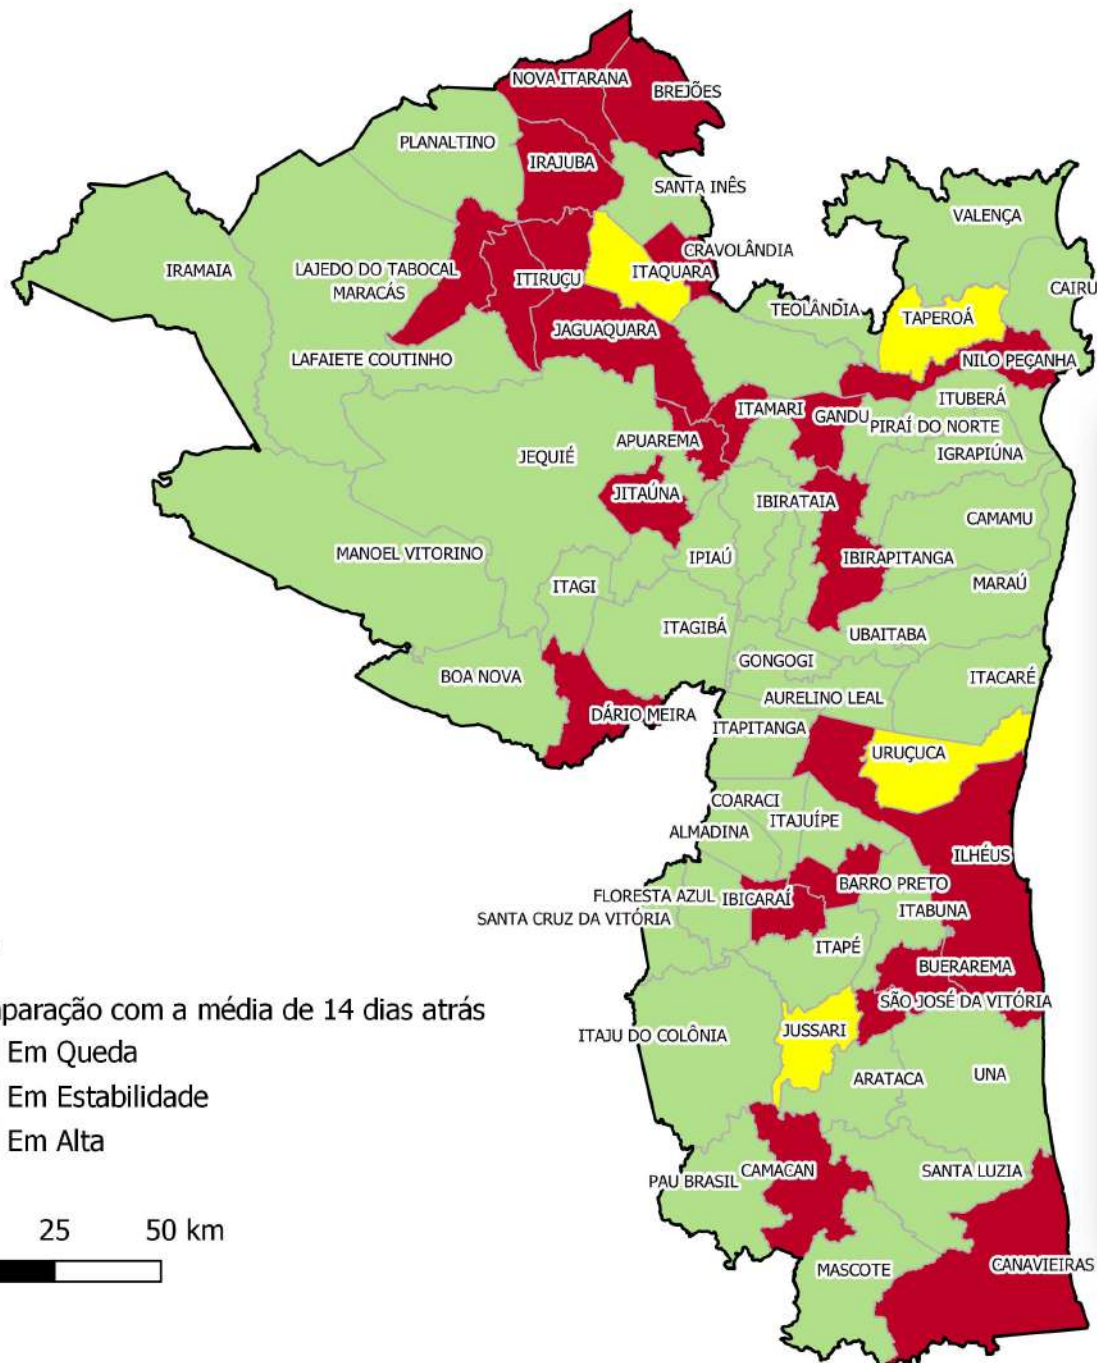 NOVA ITARANA
BREJÕES
PLANALTINO
IRAJUBA
SANTA INÊS
VALENÇA
CRAVOLÂNDIA
IRAMAIA
LAJEDO DO TABOCAL
ITIRUÇU
ITAQUARA
MARACÁS
CAIRU
TEOLÂNDIA
TAPEROÁ
JAGUAQUARA
LAFAIETE COUTINHO
NILO PEÇANHA
ITUBERÁ
ITAMARI
GANDU
PIRAÍ DO NORTE
APUAREMA
JEQUIÉ
IGRAPIÚNA
JITAÚNA
IBIRATAIA
CAMAMU
MANOEL VITORINO
IPIAÚ
IBIRAPITANGA
ITAGI
MARAÚ
ITAGIBÁ
UBAITABA
GONGOGI
BOA NOVA
ITACARÉ
AURELINO LEAL
DÁRIO MEIRA
ITAPITANGA
URUÇUCA
COARACI
ITAJUÍPE
ALMADINA
ILHÉUS
BARRO PRETO
FLORESTA AZUL
IBICARAÍ
ITABUNA
SANTA CRUZ DA VITÓRIA
ITAPÉ
BUERAREMA
SÃO JOSÉ DA VITÓRIA
JUSSARI
ITAJU DO COLÔNIA
UNA
ARATACA
CAMACAN
SANTA LUZIA
PAU BRASIL
CANAVIEIRAS
MASCOTE
paração com a média de 14 dias atrás
Em Queda
Em Estabilidade
Em Alta
25 50 km